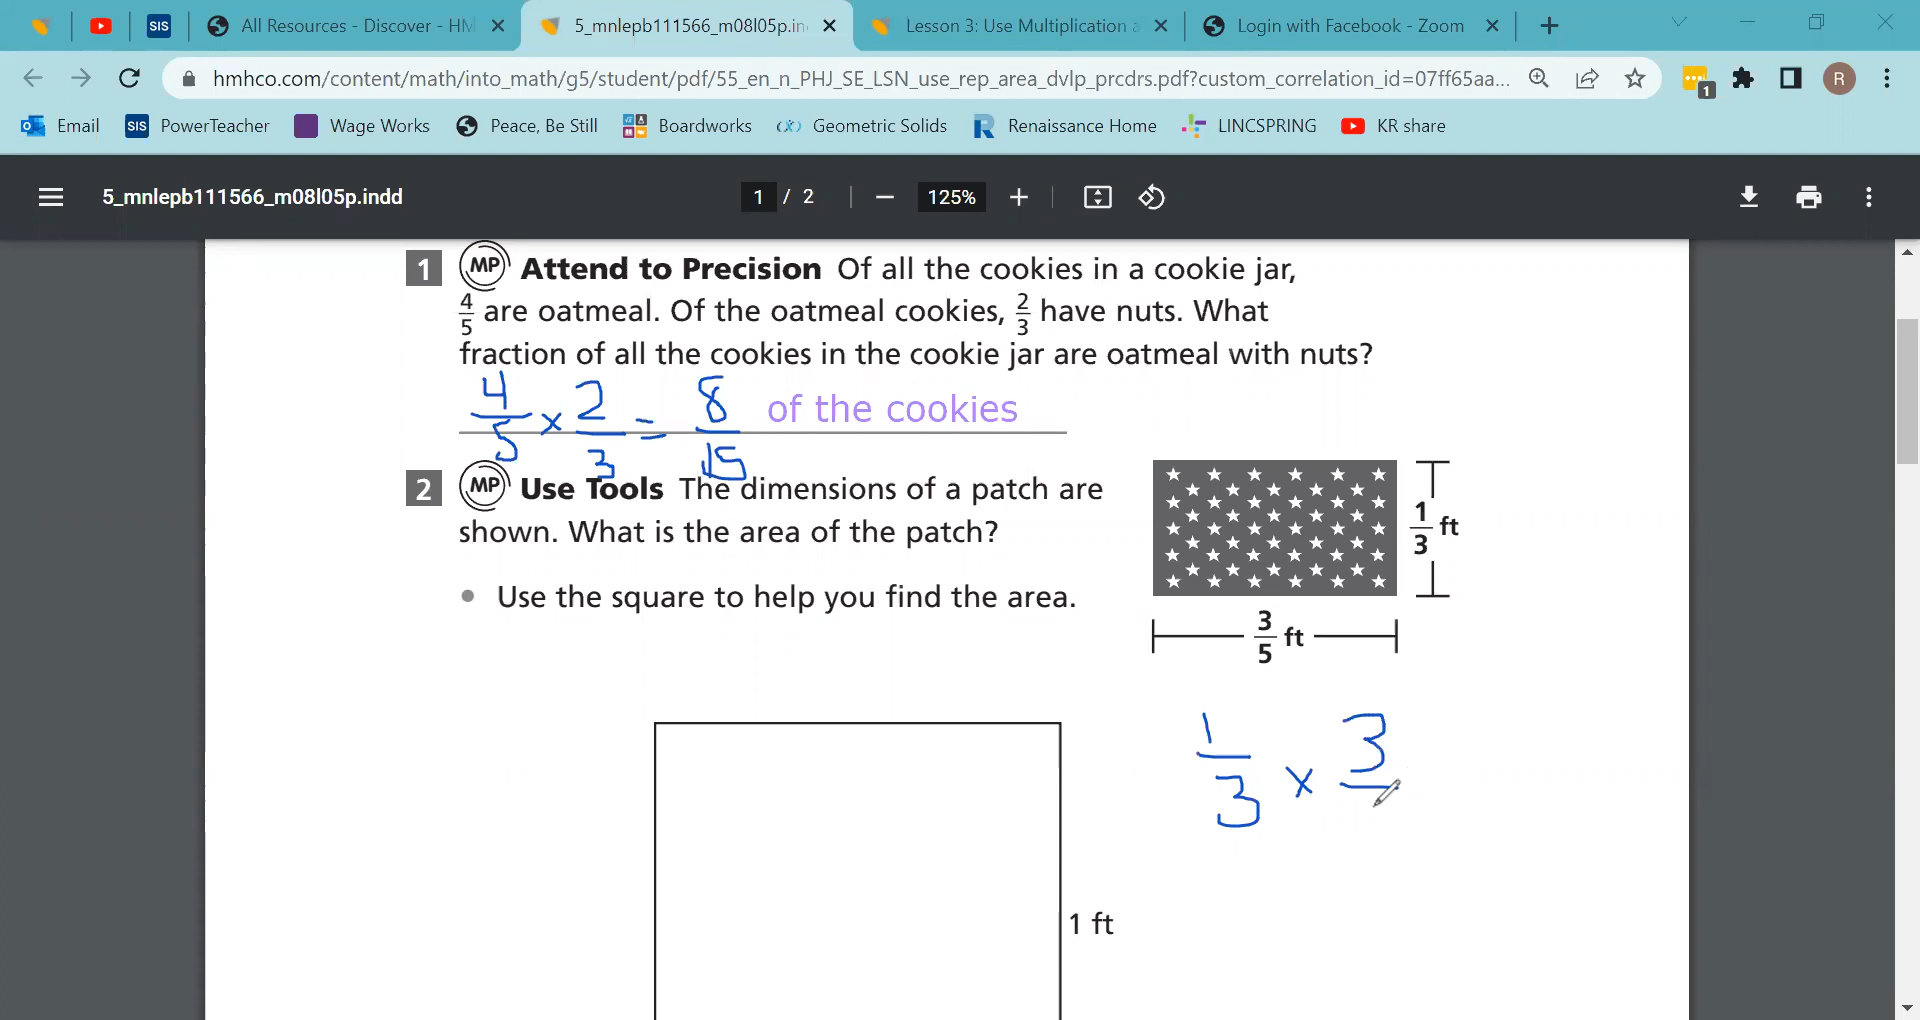 All Resources - Discover - HM
5_mnlepb111566_m08l05p.in
Lesson 3: Use Multiplication a
Login with Facebook - Zoom
hmhco.com/content/math/into_math/g5/student/pdf/55_en_n_PHJ_SE_LSN_use_rep_area_dvlp_prcdrs.pdf?custom_correlation_id=07ff65aa...
1
R
Email
SIS PowerTeacher
Wage Works
Peace, Be Still
Boardworks
Geometric Solids
Renaissance Home
LINCSPRING
KR share
5_mnlepb111566_m08l05p.indd
1 / 2
125%
1 MP Attend to Precision Of all the cookies in a cookie jar,
4/5 are oatmeal. Of the oatmeal cookies, 2/3 have nuts. What
fraction of all the cookies in the cookie jar are oatmeal with nuts?
4/5 x 2/3 = 8/15 of the cookies
2 MP Use Tools The dimensions of a patch are
shown. What is the area of the patch?
1/3 ft
• Use the square to help you find the area.
3/5 ft
1/3 x 3
1 ft